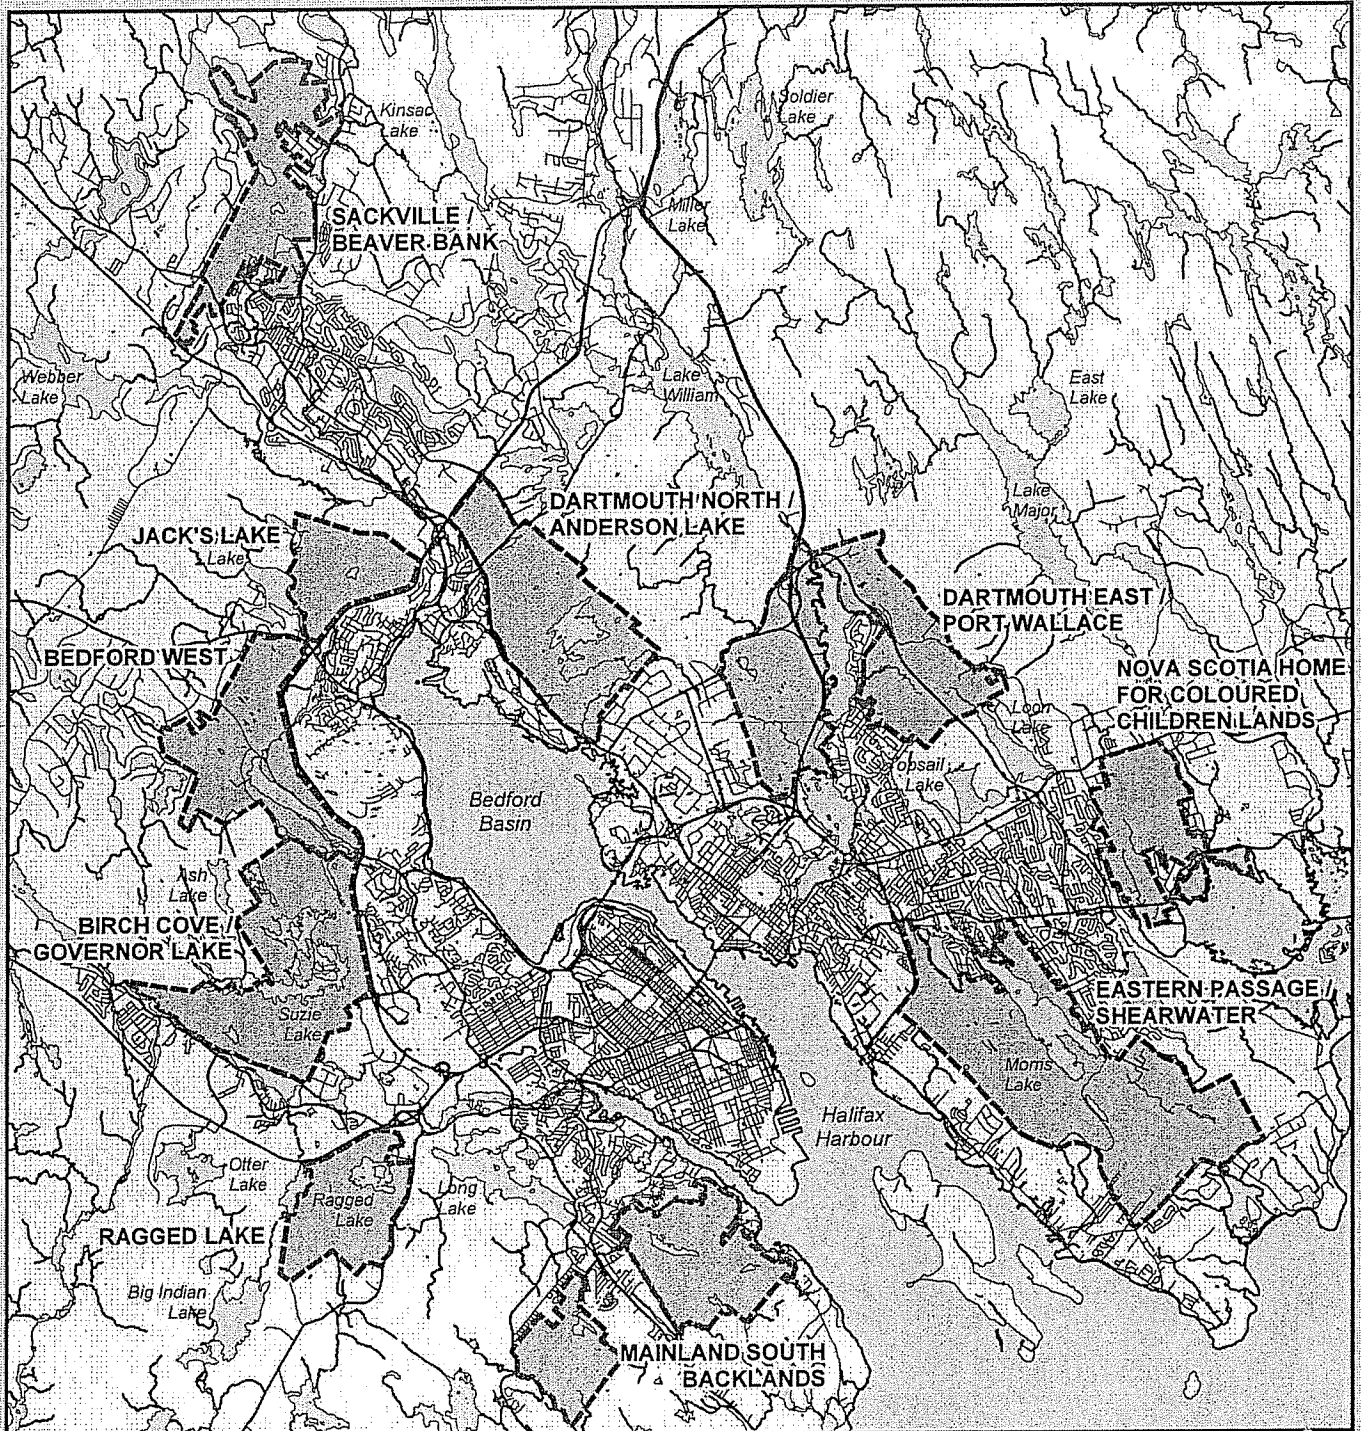 Kinsac
Lake
Soldier
Lake
Miller
Lake
SACKVILLE /
BEAVER BANK
Webber
Lake
Lake
William
East
Lake
Lake
Major
DARTMOUTH NORTH /
ANDERSON LAKE
JACK'S LAKE
Lake
DARTMOUTH EAST /
PORT WALLACE
BEDFORD WEST
NOVA SCOTIA HOME
FOR COLOURED
CHILDREN LANDS
Loon
Lake
opsail
Lake
Bedford
Basin
Ash
Lake
BIRCH COVE /
GOVERNOR LAKE
Suzie
Lake
EASTERN PASSAGE /
SHEARWATER
Morris
Lake
Halifax
Harbour
Otter
Lake
Ragged
Lake
Long
Lake
RAGGED LAKE
Big Indian
Lake
MAINLAND SOUTH
BACKLANDS